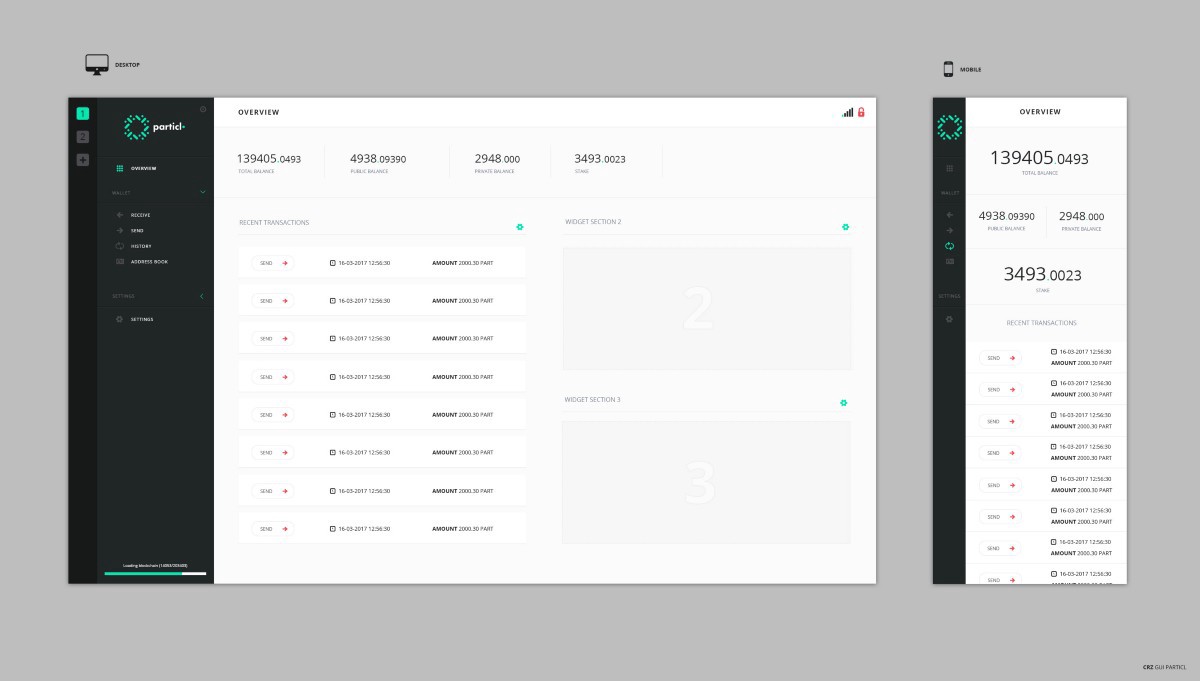 DESKTOP
1
2
+
particl
OVERVIEW
WALLET
RECEIVE
SEND
HISTORY
ADDRESS BOOK
SETTINGS
SETTINGS
OVERVIEW
139405.0493
TOTAL BALANCE
4938.09390
PUBLIC BALANCE
2948.000
PRIVATE BALANCE
3493.0023
STAKE
RECENT TRANSACTIONS
SEND 16-03-2017 12:56:30 AMOUNT 2000.30 PART
SEND 16-03-2017 12:56:30 AMOUNT 2000.30 PART
SEND 16-03-2017 12:56:30 AMOUNT 2000.30 PART
SEND 16-03-2017 12:56:30 AMOUNT 2000.30 PART
SEND 16-03-2017 12:56:30 AMOUNT 2000.30 PART
SEND 16-03-2017 12:56:30 AMOUNT 2000.30 PART
SEND 16-03-2017 12:56:30 AMOUNT 2000.30 PART
SEND 16-03-2017 12:56:30 AMOUNT 2000.30 PART
WIDGET SECTION 2
2
WIDGET SECTION 3
3
Loading blockchain
MOBILE
WALLET
SETTINGS
OVERVIEW
139405.0493
TOTAL BALANCE
4938.09390
PUBLIC BALANCE
2948.000
PRIVATE BALANCE
3493.0023
STAKE
RECENT TRANSACTIONS
SEND 16-03-2017 12:56:30
AMOUNT 2000.30 PART
SEND 16-03-2017 12:56:30
AMOUNT 2000.30 PART
SEND 16-03-2017 12:56:30
AMOUNT 2000.30 PART
SEND 16-03-2017 12:56:30
AMOUNT 2000.30 PART
SEND 16-03-2017 12:56:30
AMOUNT 2000.30 PART
SEND 16-03-2017 12:56:30
AMOUNT 2000.30 PART
SEND 16-03-2017 12:56:30
AMOUNT 2000.30 PART
SEND 16-03-2017 12:56:30
CRZ GUI PARTICL